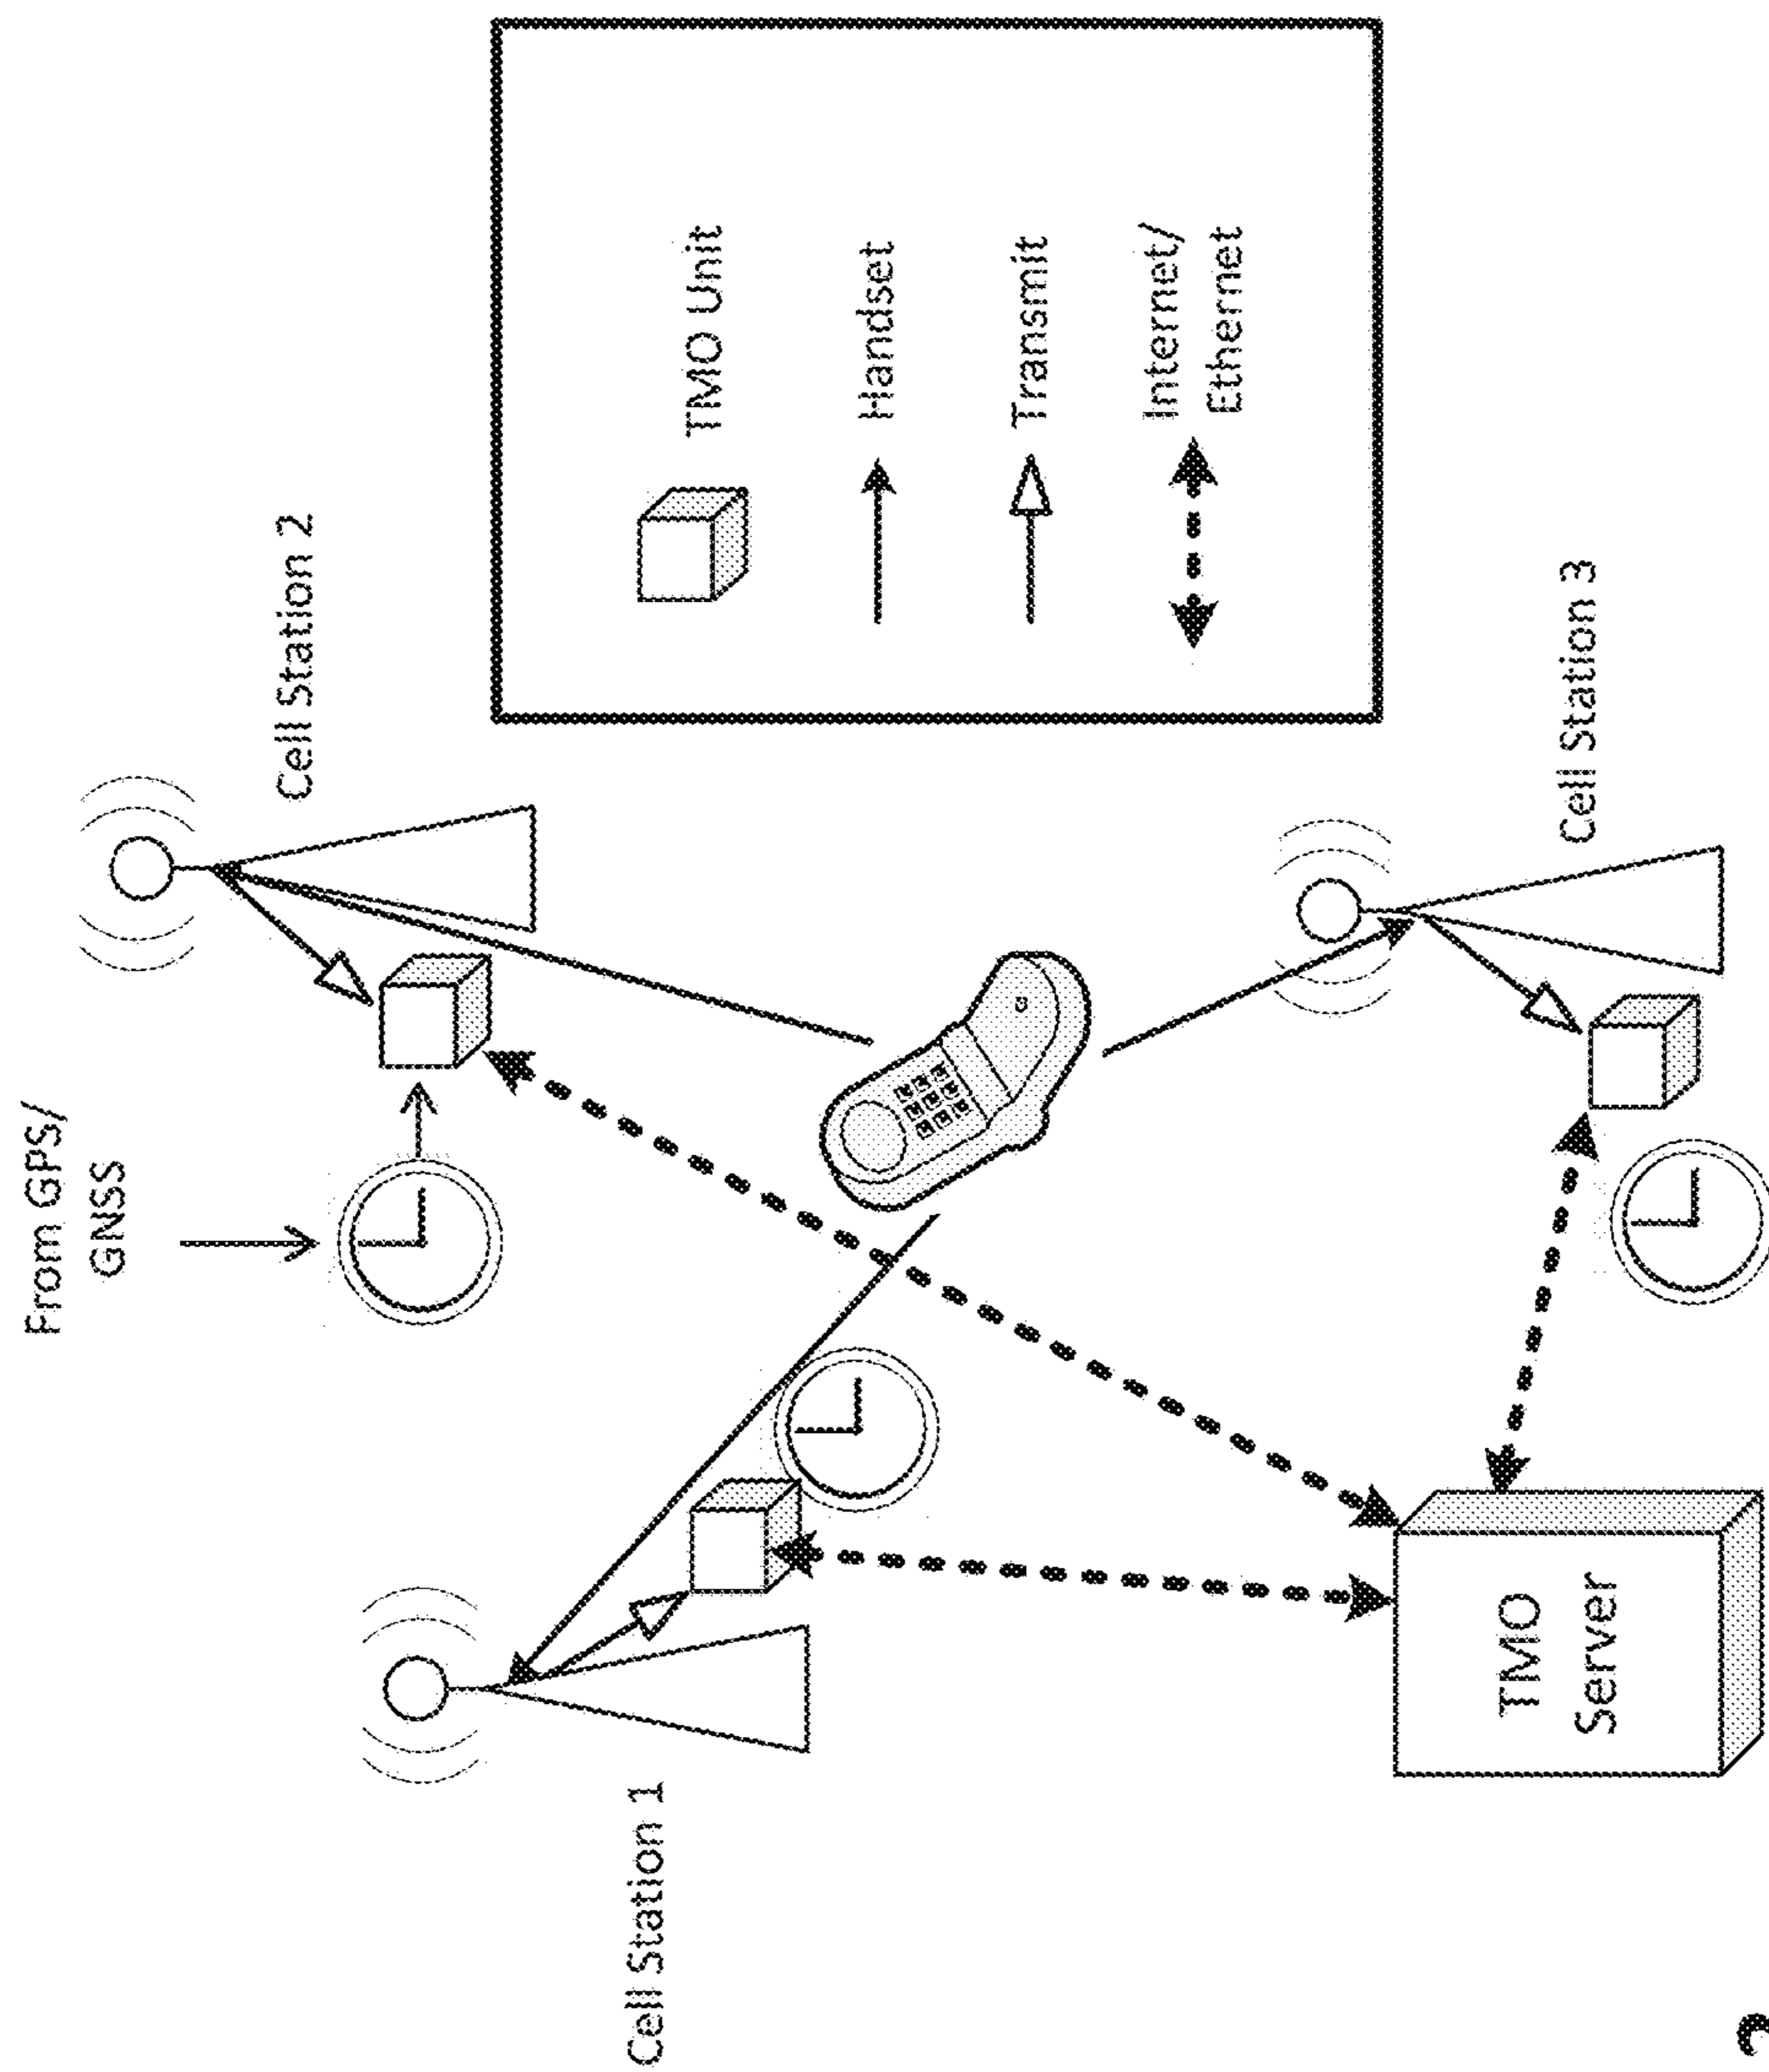 From GPS/
GNSS
Cell Station 2
Cell Station 1
TMO Unit
Handset
Transmit
Internet/
Ethernet
TMO
Server
Cell Station 3